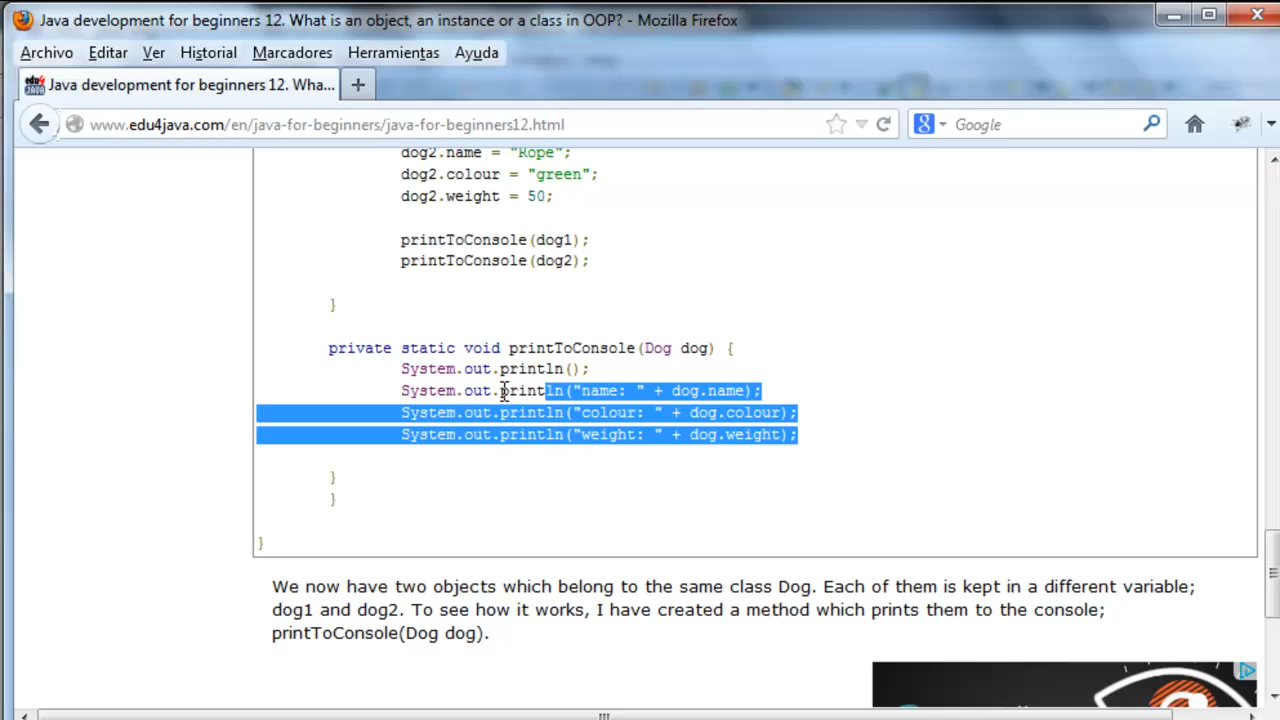 Java development for beginners 12. What is an object, an instance or a class in OOP? - Mozilla Firefox
Archivo Editar Ver Historial Marcadores Herramientas Ayuda
Java development for beginners 12. Wha...
www.edu4java.com/en/java-for-beginners/java-for-beginners12.html
Google
dog2.name = "Rope";
dog2.colour = "green";
dog2.weight = 50;
printToConsole(dog1);
printToConsole(dog2);
}
private static void printToConsole(Dog dog) {
System.out.println();
System.out.println("name: " + dog.name);
System.out.println("colour: " + dog.colour);
System.out.println("weight: " + dog.weight);
}
}
}
We now have two objects which belong to the same class Dog. Each of them is kept in a different variable;
dog1 and dog2. To see how it works, I have created a method which prints them to the console;
printToConsole(Dog dog).